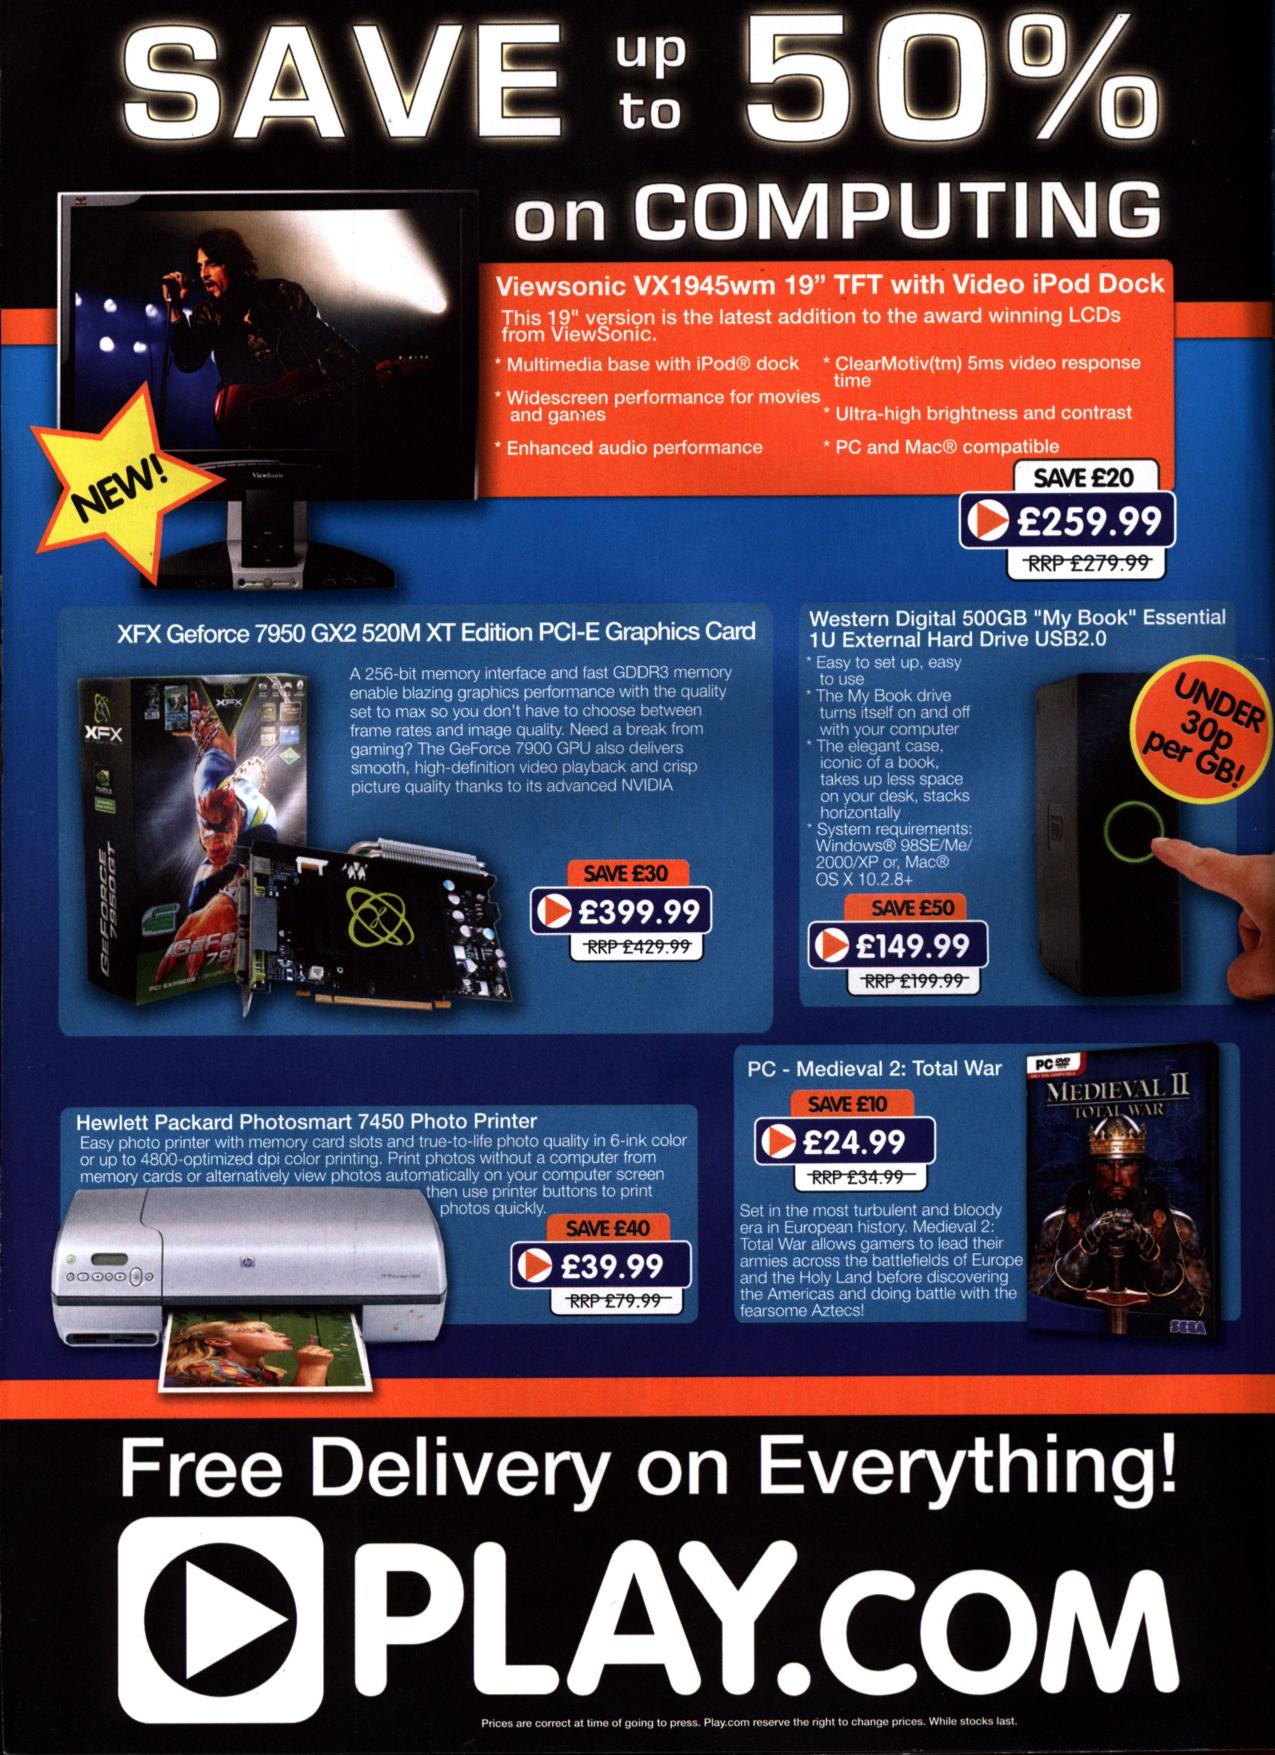 SAVE up to 50%
on COMPUTING
Viewsonic VX1945wm 19” TFT with Video iPod Dock
This 19" version is the latest addition to the award winning LCDs
from ViewSonic.
* Multimedia base with iPod® dock
* Widescreen performance for movies
and games
* Enhanced audio performance
* ClearMotiv(tm) 5ms video response
time
* Ultra-high brightness and contrast
* PC and Mac® compatible
ViewSonic
NEW!
SAVE £20
£259.99
RRP £279.99
XFX Geforce 7950 GX2 520M XT Edition PCI-E Graphics Card
A 256-bit memory interface and fast GDDR3 memory
enable blazing graphics performance with the quality
set to max so you don't have to choose between
frame rates and image quality. Need a break from
gaming? The GeForce 7900 GPU also delivers
smooth, high-definition video playback and crisp
picture quality thanks to its advanced NVIDIA
XFX
XFX
GEFORCE
7950GT
SAVE £30
£399.99
RRP £429.99
Western Digital 500GB "My Book" Essential
1U External Hard Drive USB2.0
* Easy to set up, easy
to use
* The My Book drive
turns itself on and off
with your computer
* The elegant case,
iconic of a book,
takes up less space
on your desk, stacks
horizontally
* System requirements:
Windows® 98SE/Me/
2000/XP or, Mac®
OS X 10.2.8+
UNDER
30p
per GB!
SAVE £50
£149.99
RRP £199.99
Hewlett Packard Photosmart 7450 Photo Printer
Easy photo printer with memory card slots and true-to-life photo quality in 6-ink color
or up to 4800-optimized dpi color printing. Print photos without a computer from
memory cards or alternatively view photos automatically on your computer screen
then use printer buttons to print
photos quickly.
hp
SAVE £40
£39.99
RRP £79.99
PC - Medieval 2: Total War
SAVE £10
£24.99
RRP £34.99
Set in the most turbulent and bloody
era in European history. Medieval 2:
Total War allows gamers to lead their
armies across the battlefields of Europe
and the Holy Land before discovering
the Americas and doing battle with the
fearsome Aztecs!
PC DVD
MEDIEVAL II
TOTAL WAR
SEGA
Free Delivery on Everything!
PLAY.COM
Prices are correct at time of going to press. Play.com reserve the right to change prices. While stocks last.